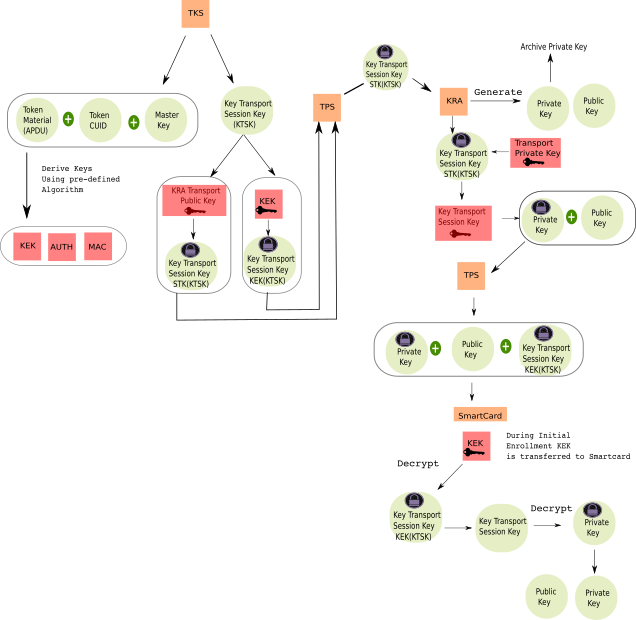 TKS
Token
Material
(APDU)
Token
CUID
Master
Key
Key Transport
Session Key
(KTSK)
Derive Keys
Using pre-defined
Algorithm
KEK
AUTH
MAC
KRA Transport
Public Key
Key Transport
Session Key
STK(KTSK)
KEK
Key Transport
Session Key
KEK(KTSK)
TPS
Key Transport
Session Key
STK(KTSK)
KRA
Generate
Archive Private Key
Private
Key
Public
Key
Key Transport
Session Key
STK(KTSK)
Transport
Private Key
Key Transport
Session Key
Private
Key
Public
Key
TPS
Private
Key
Public
Key
Key Transport
Session Key
KEK(KTSK)
SmartCard
KEK
During Initial
Enrollment KEK
is transferred to Smartcard
Decrypt
Key Transport
Session Key
KEK(KTSK)
Key Transport
Session Key
Decrypt
Private
Key
Public
Key
Private
Key